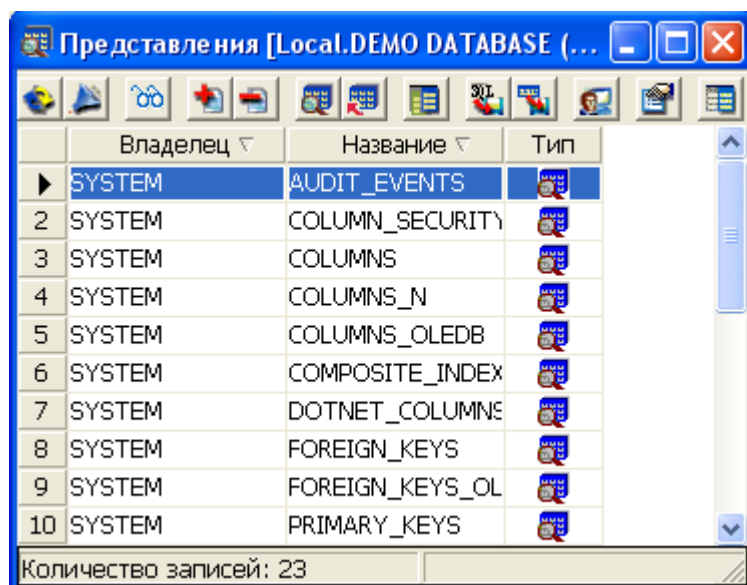 Представления [Local.DEMO DATABASE (...
SQL
Владелец Название Тип
SYSTEM AUDIT_EVENTS
2 SYSTEM COLUMN_SECURITY
3 SYSTEM COLUMNS
4 SYSTEM COLUMNS_N
5 SYSTEM COLUMNS_OLEDB
6 SYSTEM COMPOSITE_INDEX
7 SYSTEM DOTNET_COLUMNS
8 SYSTEM FOREIGN_KEYS
9 SYSTEM FOREIGN_KEYS_OL
10 SYSTEM PRIMARY_KEYS
Количество записей: 23